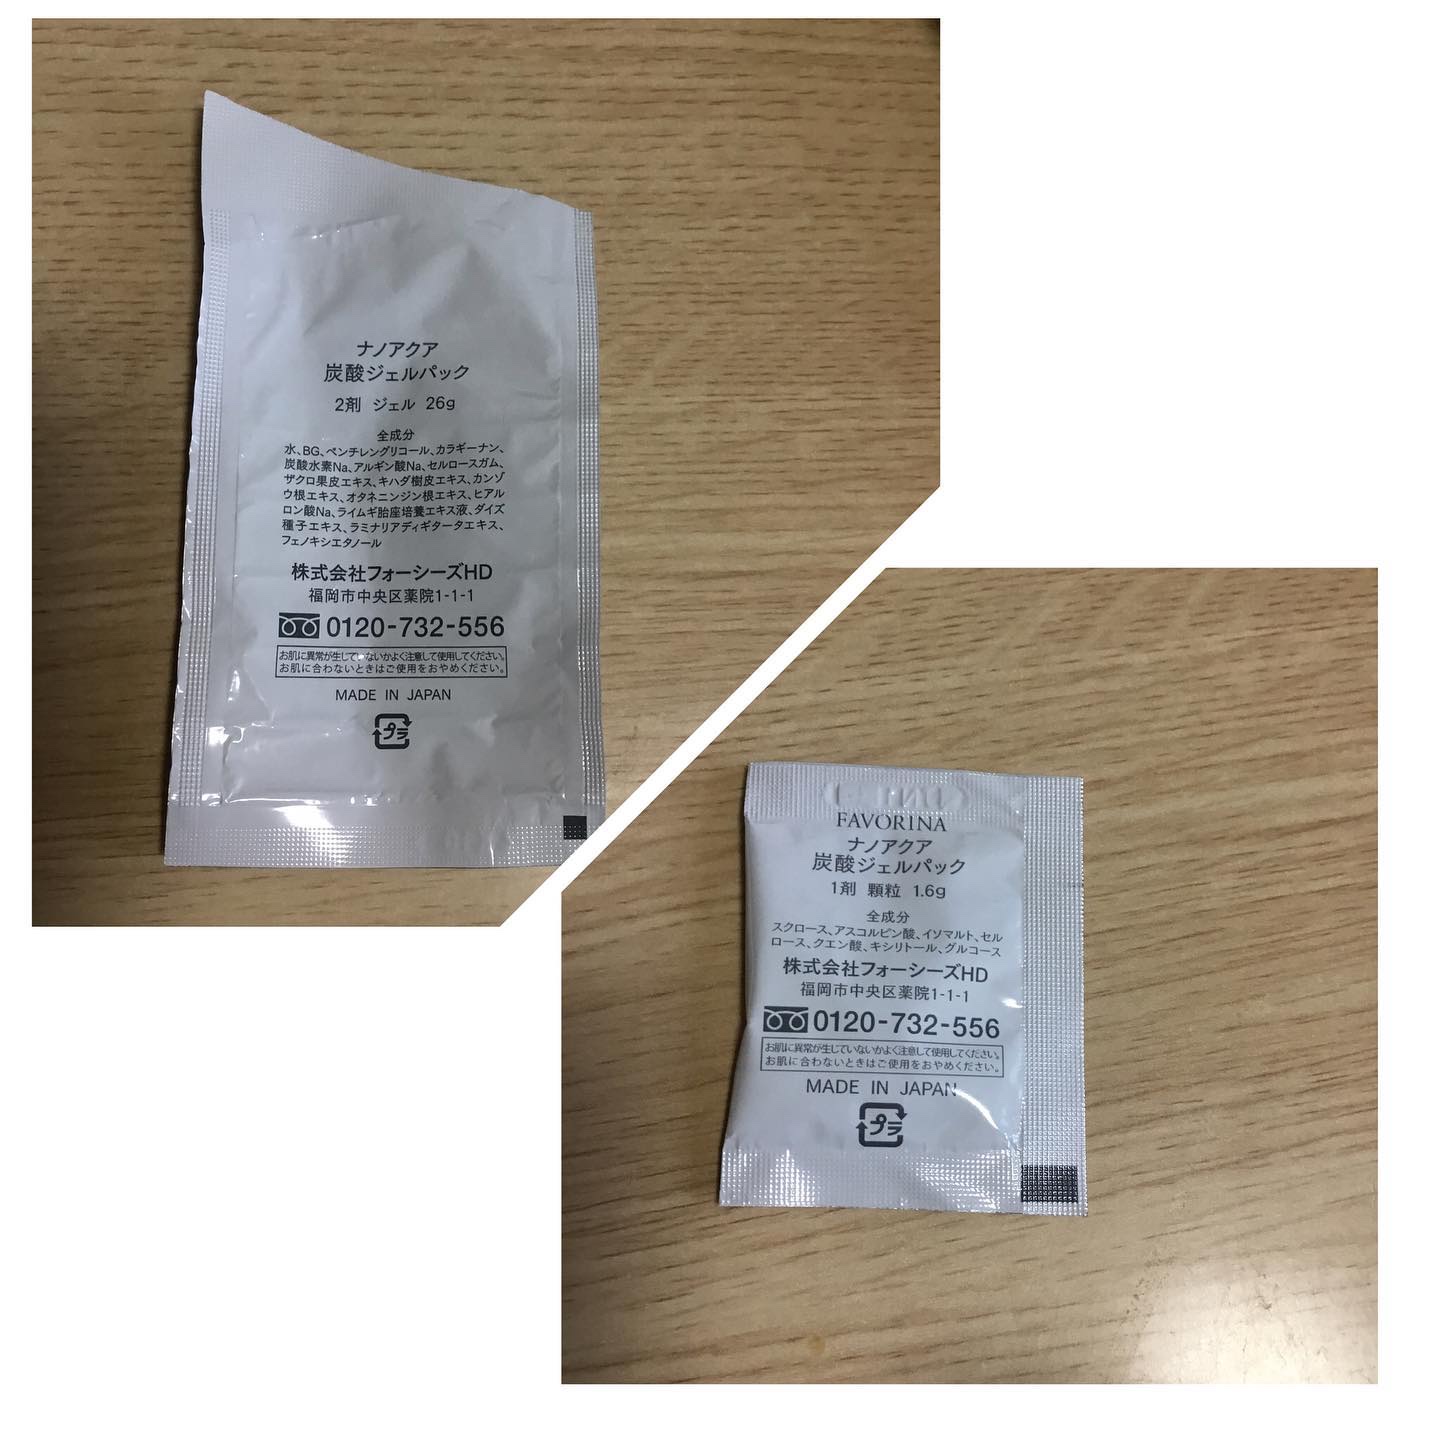 ナノアクア
炭酸ジェルパック
2剤 ジェル 26g
全成分
水、BG、ペンチレングリコール、カラギーナン、
炭酸水素Na、アルギン酸Na、セルロースガム、
ザクロ果皮エキス、キハダ樹皮エキス、カンゾ
ウ根エキス、オタネニンジン根エキス、ヒアル
ロン酸Na、ライムギ胎座培養エキス液、ダイズ
種子エキス、ラミナリアディギタータエキス、
フェノキシエタノール
株式会社フォーシーズHD
福岡市中央区薬院1-1-1
0120-732-556
お肌に異常が生じていないかよく注意して使用してください。
お肌に合わないときはご使用をおやめください。
MADE IN JAPAN
プラ
FAVORINA
ナノアクア
炭酸ジェルパック
1剤 顆粒 1.6g
全成分
スクロース、アスコルビン酸、イソマルト、セル
ロース、クエン酸、キシリトール、グルコース
株式会社フォーシーズHD
福岡市中央区薬院1-1-1
0120-732-556
お肌に異常が生じていないかよく注意して使用してください。
お肌に合わないときはご使用をおやめください。
MADE IN JAPAN
プラ